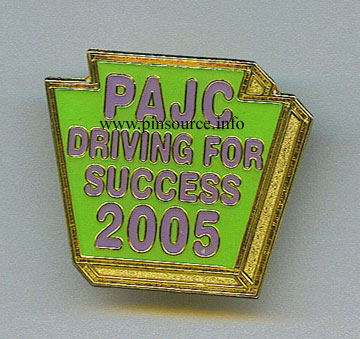 PAJC
www.pinsource.info
DRIVING FOR
SUCCESS
2005